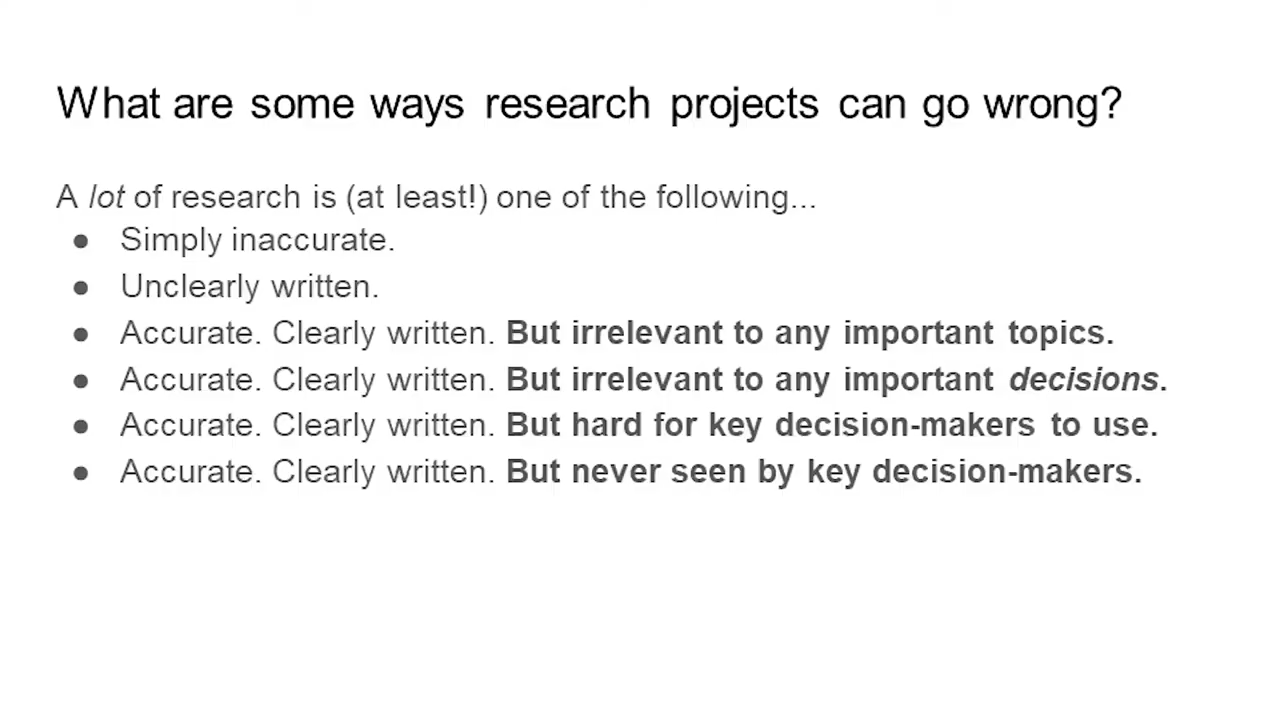 What are some ways research projects can go wrong?
A lot of research is (at least!) one of the following...
● Simply inaccurate.
● Unclearly written.
● Accurate. Clearly written. But irrelevant to any important topics.
● Accurate. Clearly written. But irrelevant to any important decisions.
● Accurate. Clearly written. But hard for key decision-makers to use.
● Accurate. Clearly written. But never seen by key decision-makers.